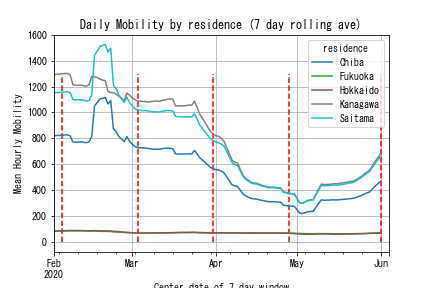 Daily Mobility by residence (7 day rolling ave)
1600
1400
1200
1000
800
600
400
200
0
Mean Hourly Mobility
residence
Chiba
Fukuoka
Hokkaido
Kanagawa
Saitama
Feb
2020
Mar
Apr
May
Jun
Center date of 7 day window